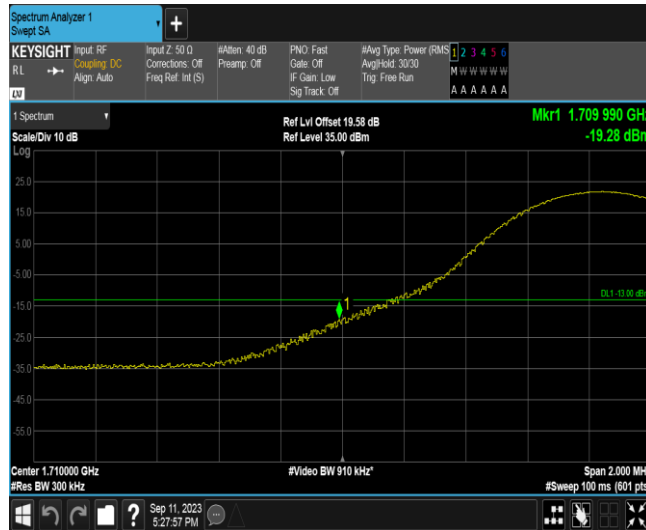 Spectrum Analyzer 1
Swept SA
+
KEYSIGHT
RL
LXI
Input: RF
Coupling: DC
Align: Auto
Input Z: 50 Ω
Corrections: Off
Freq Ref: Int (S)
#Atten: 40 dB
Preamp: Off
PNO: Fast
Gate: Off
IF Gain: Low
Sig Track: Off
#Avg Type: Power (RMS
Avg|Hold: 30/30
Trig: Free Run
1 2 3 4 5 6
M W W W W W
A A A A A A
1 Spectrum
Scale/Div 10 dB
Log
Ref Lvl Offset 19.58 dB
Ref Level 35.00 dBm
Mkr1 1.709 990 GHz
-19.28 dBm
25.0
15.0
5.00
-5.00
-15.0
-25.0
-35.0
-45.0
-55.0
1
DL1 -13.00 dBm
Center 1.710000 GHz
#Res BW 300 kHz
#Video BW 910 kHz*
Span 2.000 MH
#Sweep 100 ms (601 pts
?
Sep 11, 2023
5:27:57 PM